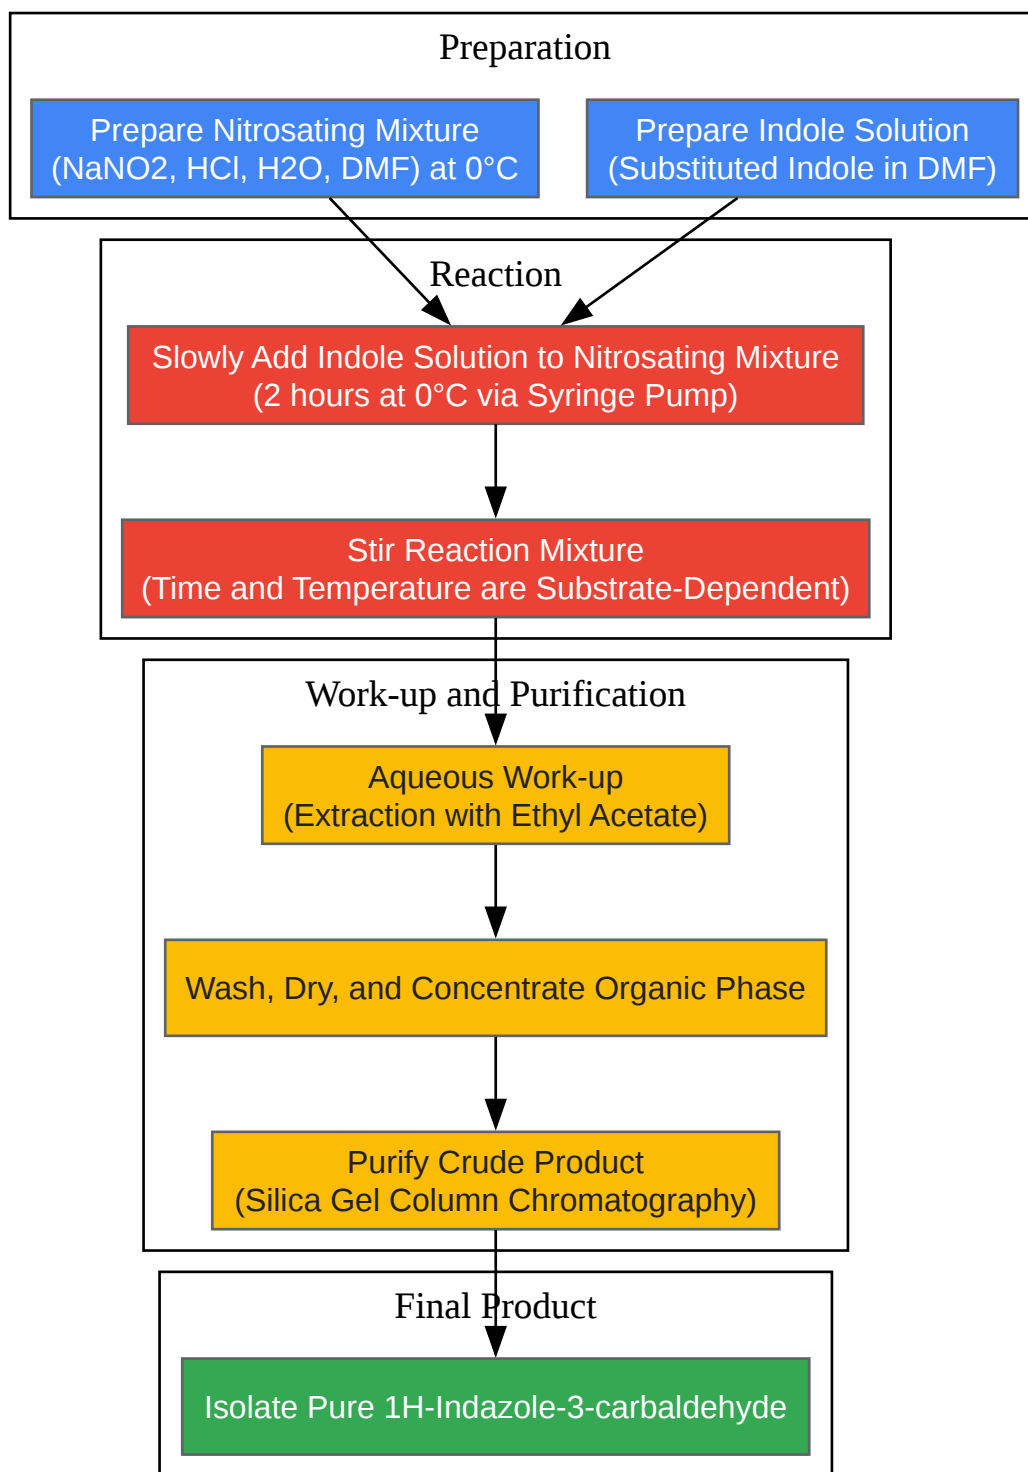 Preparation
Prepare Nitrosating Mixture
(NaNO2, HCl, H2O, DMF) at 0°C
Prepare Indole Solution
(Substituted Indole in DMF)
Reaction
Slowly Add Indole Solution to Nitrosating Mixture
(2 hours at 0°C via Syringe Pump)
Stir Reaction Mixture
(Time and Temperature are Substrate-Dependent)
Work-up and Purification
Aqueous Work-up
(Extraction with Ethyl Acetate)
Wash, Dry, and Concentrate Organic Phase
Purify Crude Product
(Silica Gel Column Chromatography)
Final Product
Isolate Pure 1H-Indazole-3-carbaldehyde